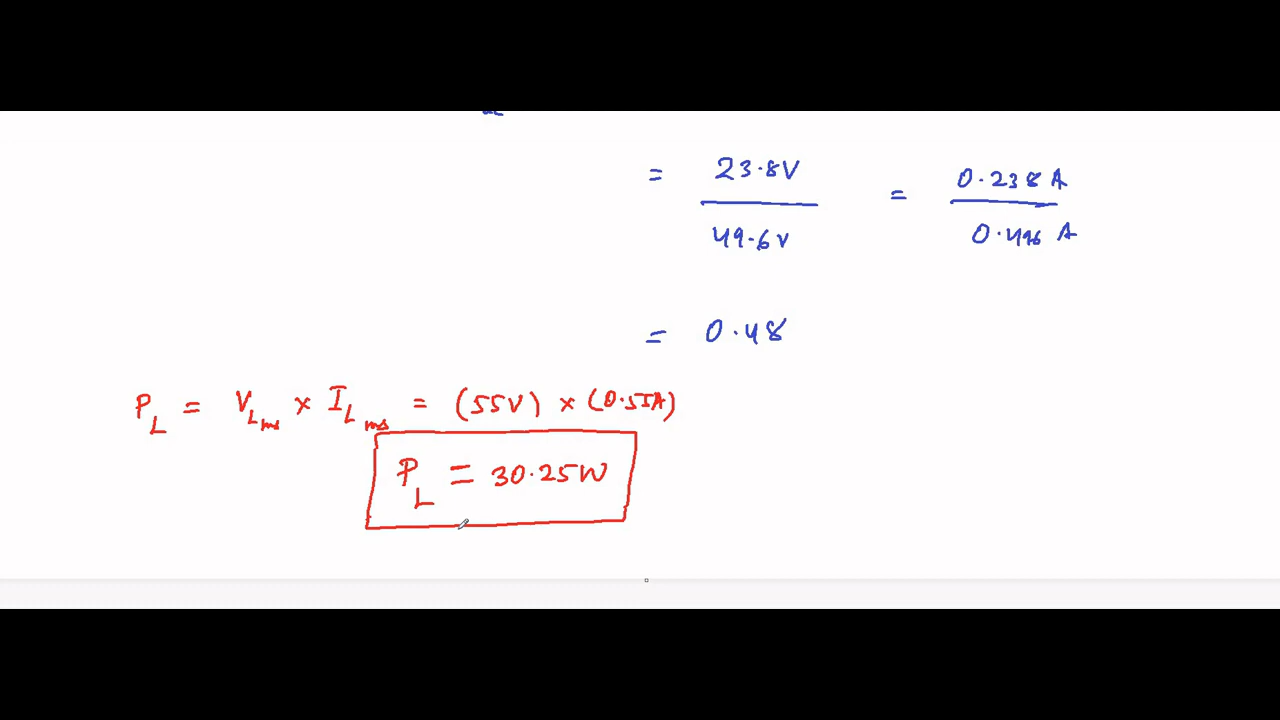 = 23.8V / 49.6V = 0.238 A / 0.496 A
= 0.48
P_L = V_Lrms × I_Lrms = (55V) × (0.55A)
P_L = 30.25W